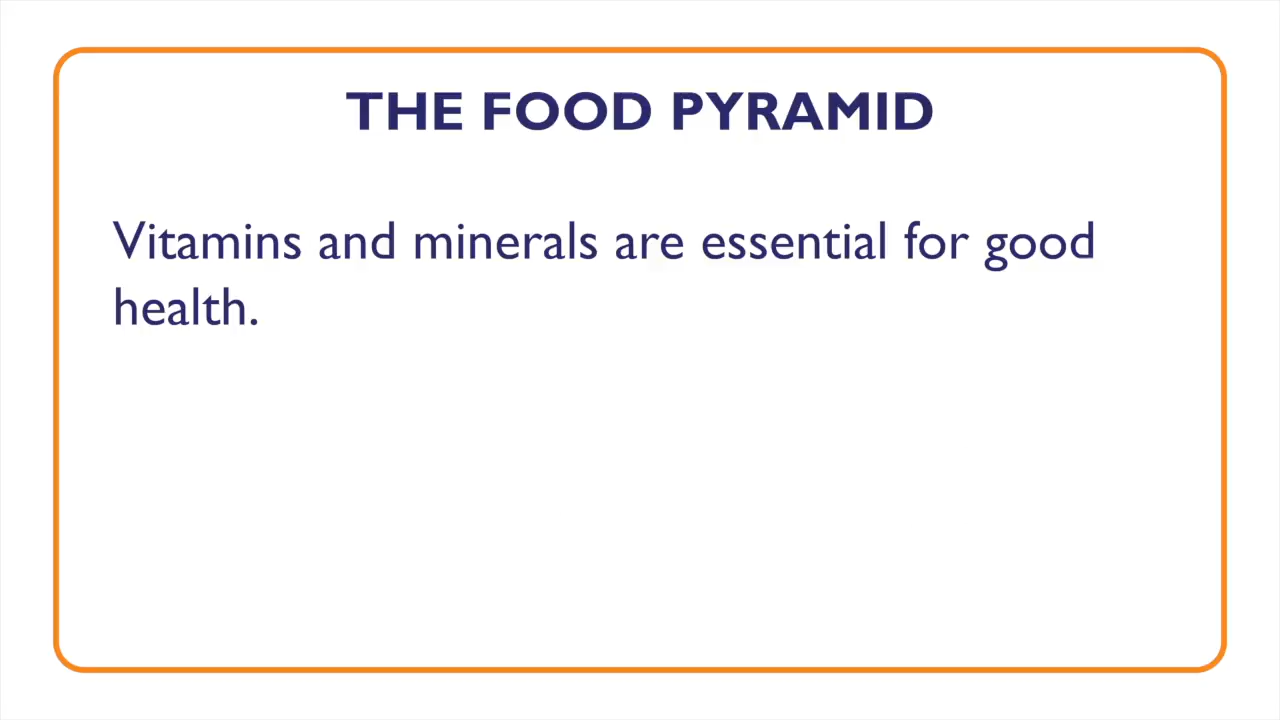 THE FOOD PYRAMID
Vitamins and minerals are essential for good
health.